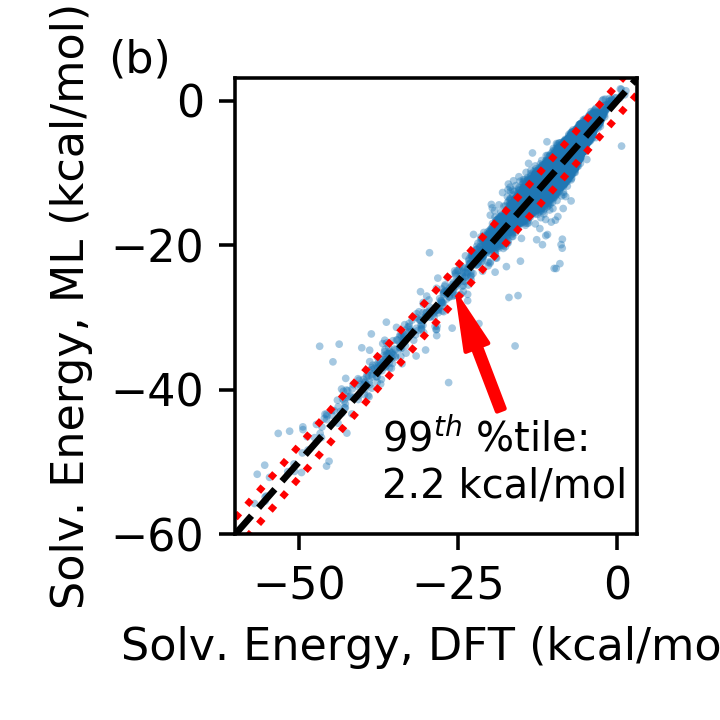 (b)
Solv. Energy, ML (kcal/mol)
0
−20
−40
−60
99th %tile:
2.2 kcal/mol
−50 −25 0
Solv. Energy, DFT (kcal/mo